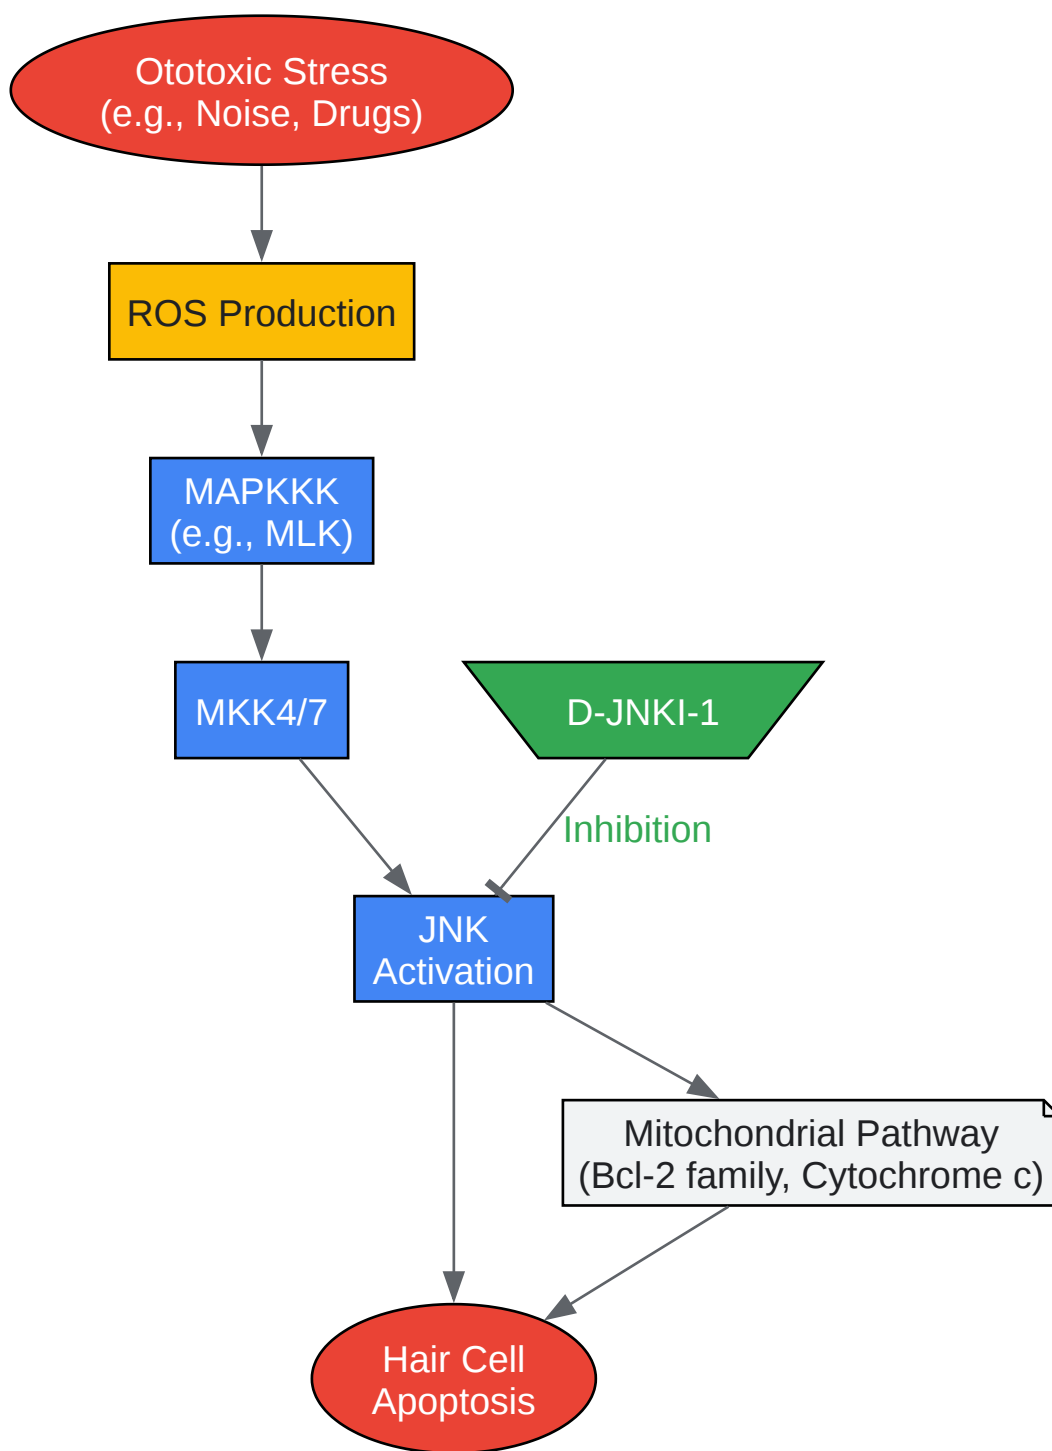 Ototoxic Stress
(e.g., Noise, Drugs)
ROS Production
MAPKKK
(e.g., MLK)
MKK4/7
D-JNKI-1
Inhibition
JNK
Activation
Mitochondrial Pathway
(Bcl-2 family, Cytochrome c)
Hair Cell
Apoptosis